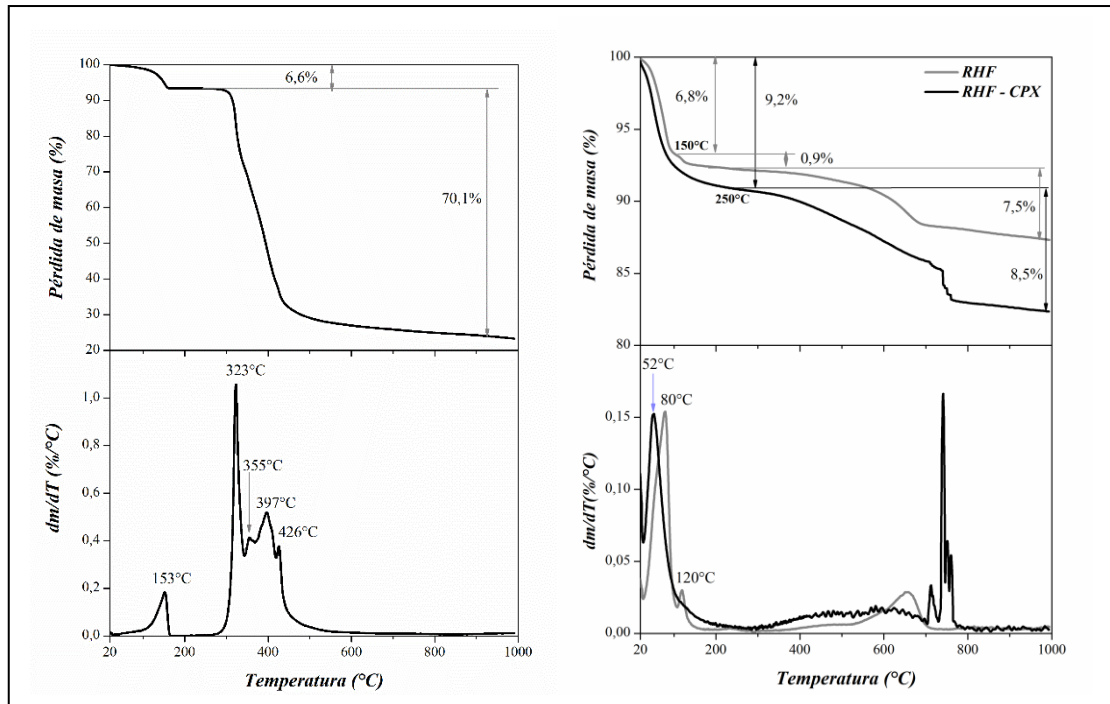 100
90
80
70
60
50
40
30
20
Pérdida de masa (%)
6,6%
70,1%
1,0
0,8
0,6
0,4
0,2
0,0
dm/dT (%/°C)
153°C
323°C
355°C
397°C
426°C
20 200 400 600 800 1000
Temperatura (°C)
100
95
90
85
80
Pérdida de masa (%)
RHF
RHF - CPX
6,8%
9,2%
150°C
0,9%
250°C
7,5%
8,5%
0,15
0,10
0,05
0,00
dm/dT(%/°C)
52°C
80°C
120°C
20 200 400 600 800 1000
Temperatura (°C)